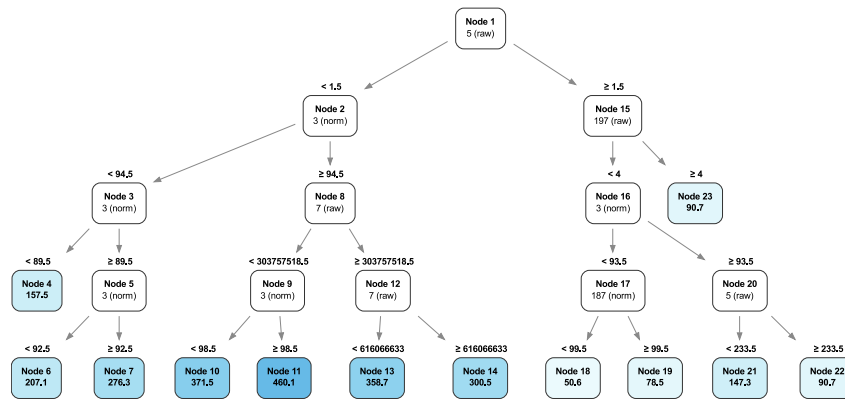 Node 1
5 (raw)
< 1.5
≥ 1.5
Node 2
3 (norm)
Node 15
197 (raw)
< 94.5
≥ 94.5
< 4
≥ 4
Node 3
3 (norm)
Node 8
7 (raw)
Node 16
3 (norm)
Node 23
90.7
< 89.5
≥ 89.5
< 303757518.5
≥ 303757518.5
< 93.5
≥ 93.5
Node 4
157.5
Node 5
3 (norm)
Node 9
3 (norm)
Node 12
7 (raw)
Node 17
187 (norm)
Node 20
5 (raw)
< 92.5
≥ 92.5
< 98.5
≥ 98.5
< 616066633
≥ 616066633
< 99.5
≥ 99.5
< 233.5
≥ 233.5
Node 6
207.1
Node 7
276.3
Node 10
371.5
Node 11
460.1
Node 13
358.7
Node 14
300.5
Node 18
50.6
Node 19
78.5
Node 21
147.3
Node 22
90.7